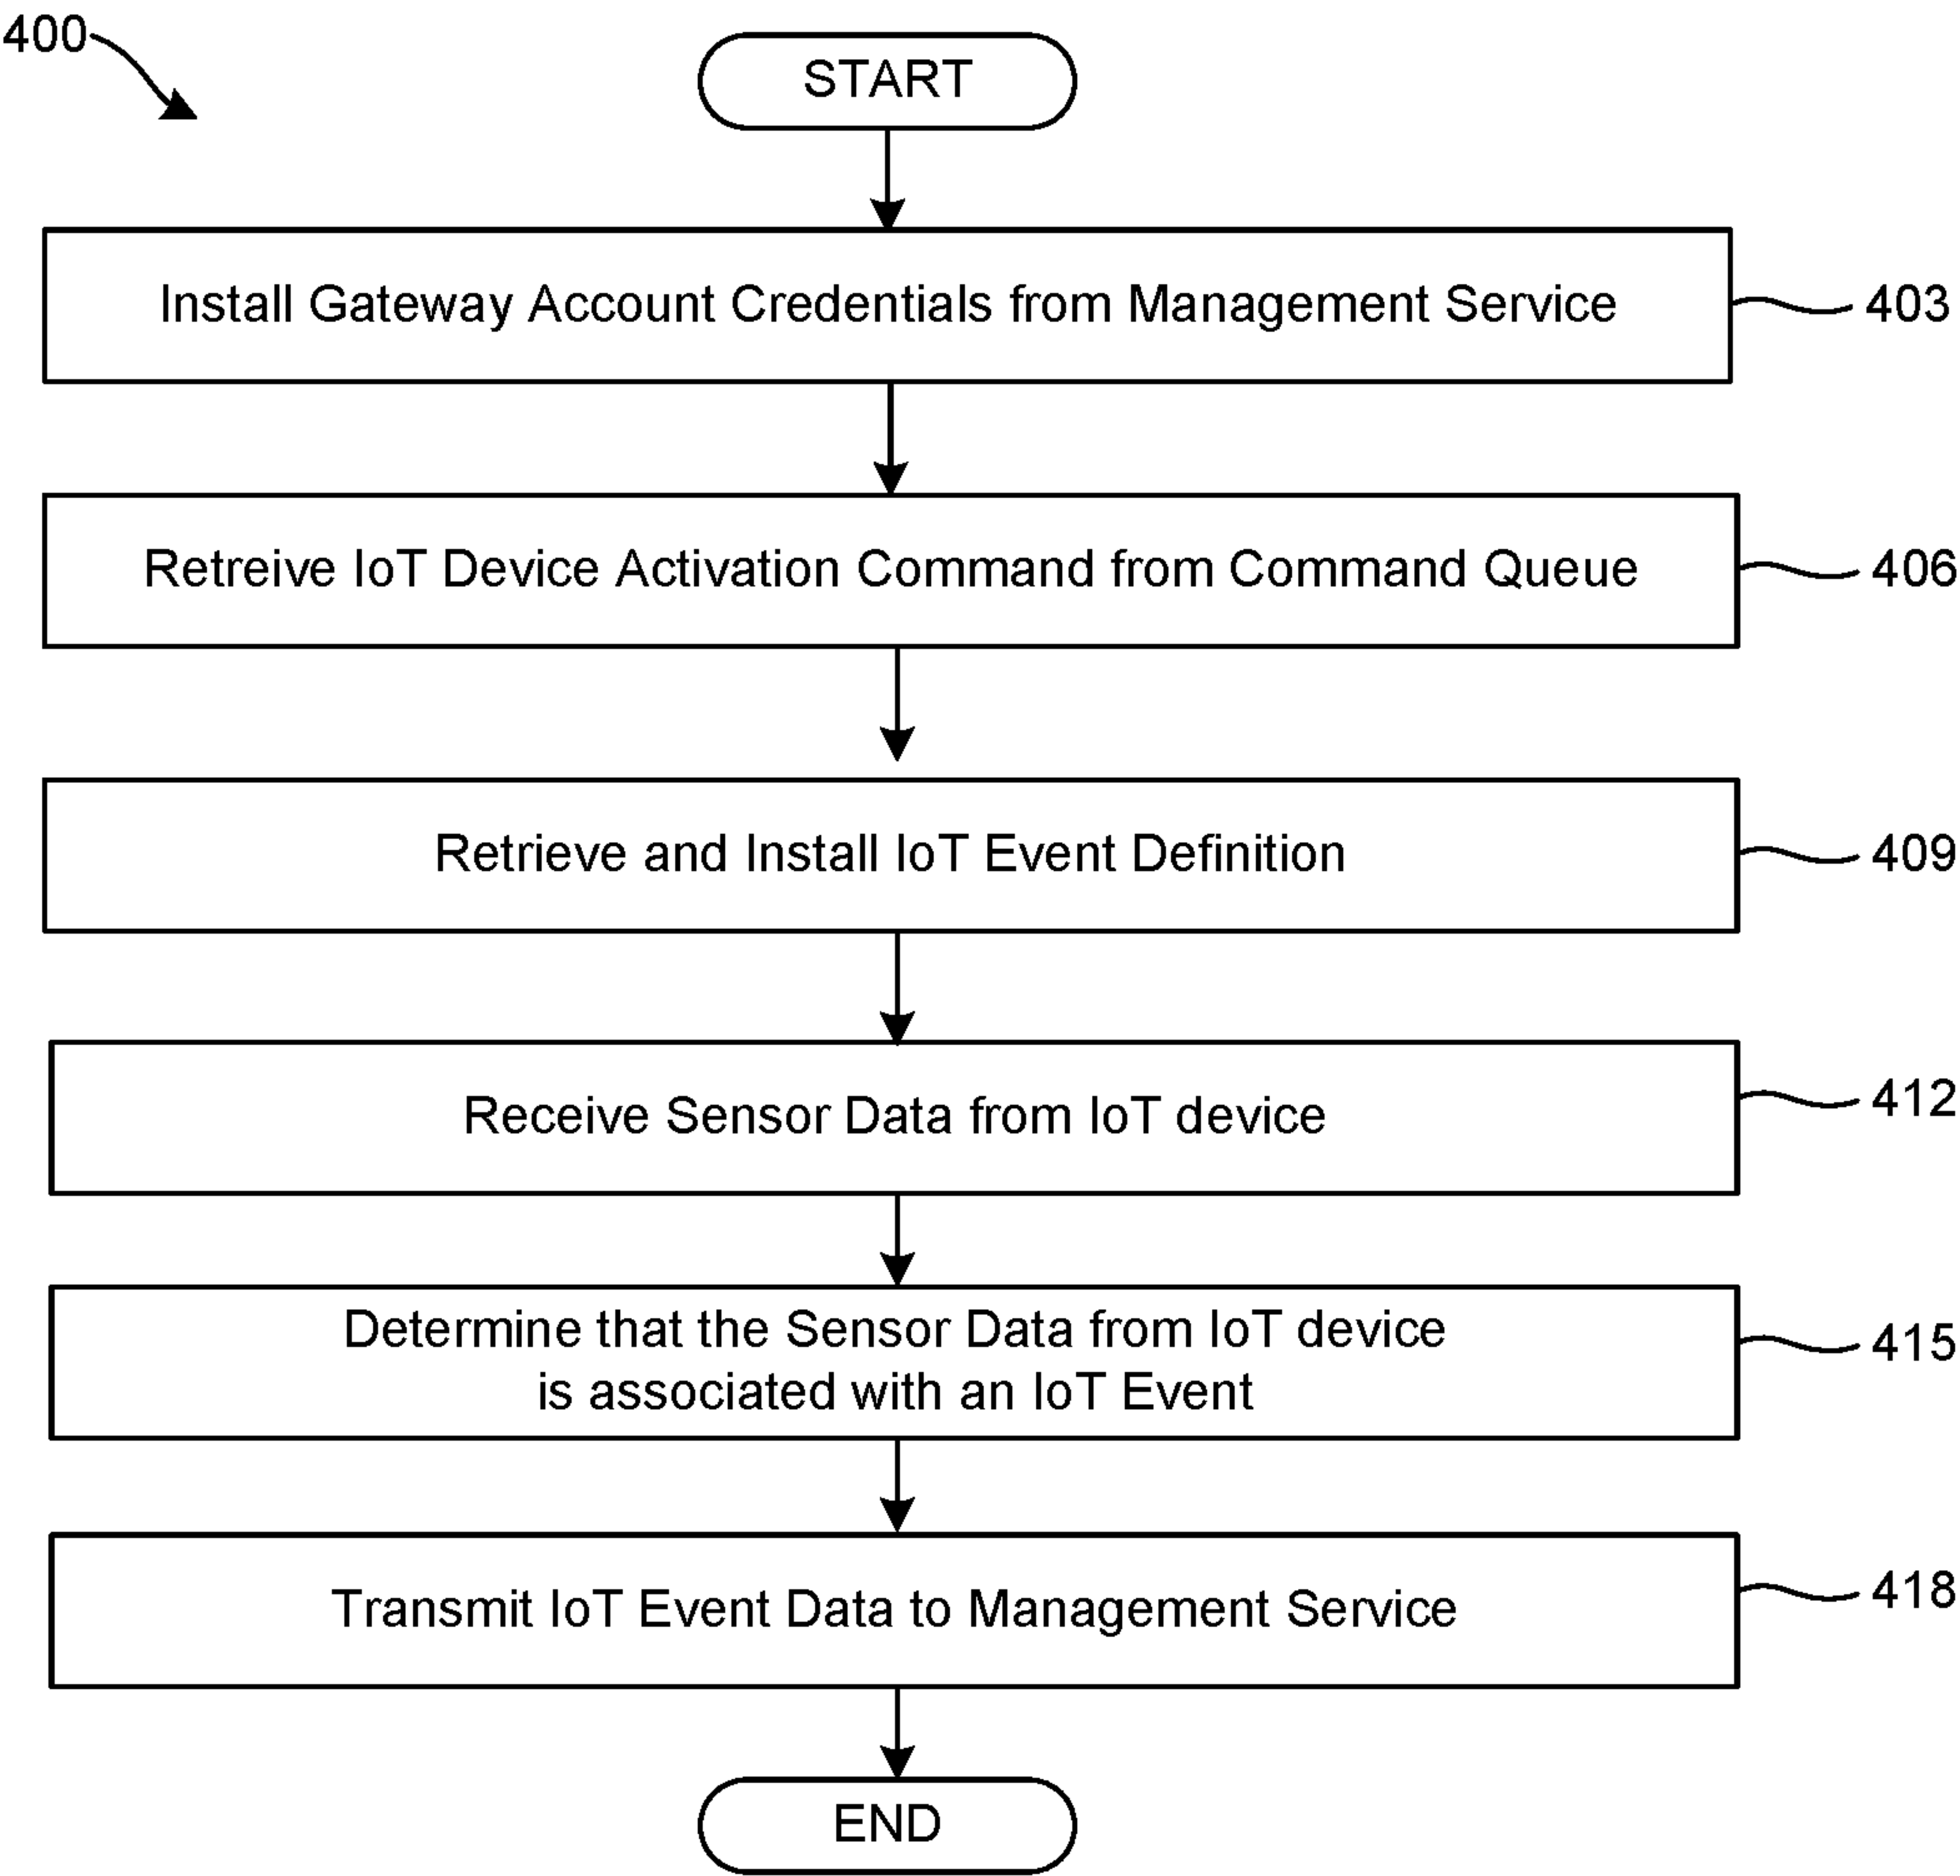 400
START
Install Gateway Account Credentials from Management Service
403
Retreive IoT Device Activation Command from Command Queue
406
Retrieve and Install IoT Event Definition
409
Receive Sensor Data from IoT device
412
Determine that the Sensor Data from IoT device
is associated with an IoT Event
415
Transmit IoT Event Data to Management Service
418
END